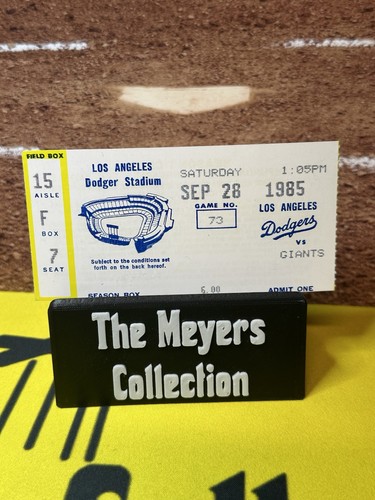 FIELD BOX
15
AISLE
F
BOX
7
SEAT
LOS ANGELES
Dodger Stadium
Subject to the conditions set
forth on the back hereof.
SEASON BOX
SATURDAY 1:05PM
SEP 28 1985
GAME NO.
73
LOS ANGELES
Dodgers
VS
GIANTS
6.00
ADMIT ONE
The Meyers
Collection